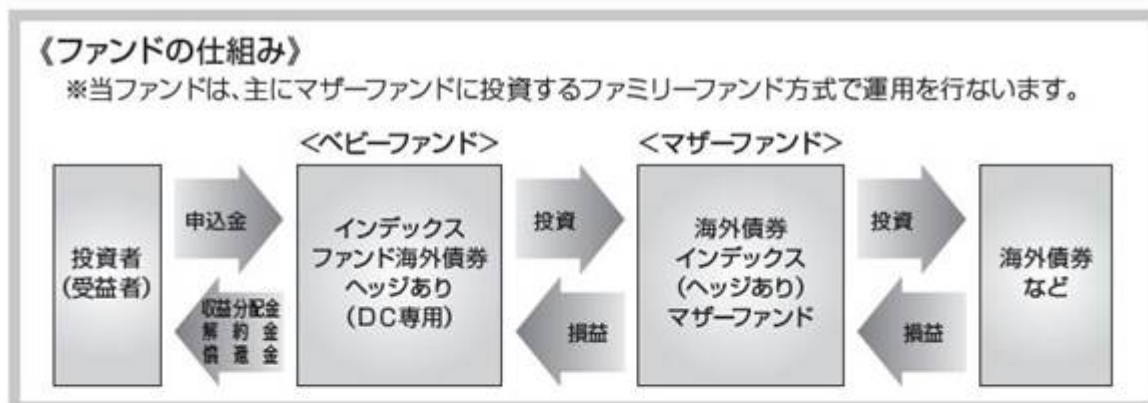 《ファンドの仕組み》
※当ファンドは、主にマザーファンドに投資するファミリーファンド方式で運用を行ないます。
<ベビーファンド>
<マザーファンド>
投資者
(受益者)
申込金
収益分配金
解約金
償還金
インデックス
ファンド海外債券
ヘッジあり
(DC専用)
投資
損益
海外債券
インデックス
(ヘッジあり)
マザーファンド
投資
損益
海外債券
など